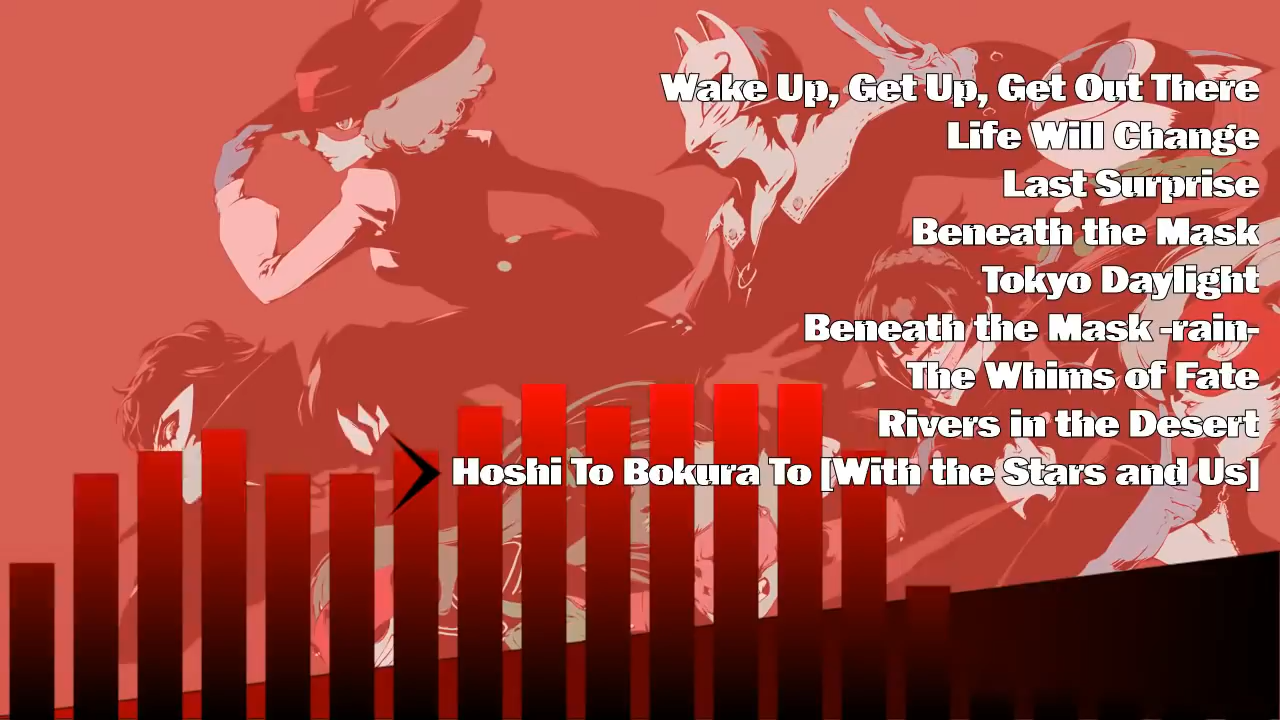 Wake Up, Get Up, Get Out There
Life Will Change
Last Surprise
Beneath the Mask
Tokyo Daylight
Beneath the Mask -rain-
The Whims of Fate
Rivers in the Desert
Hoshi To Bokura To [With the Stars and Us]